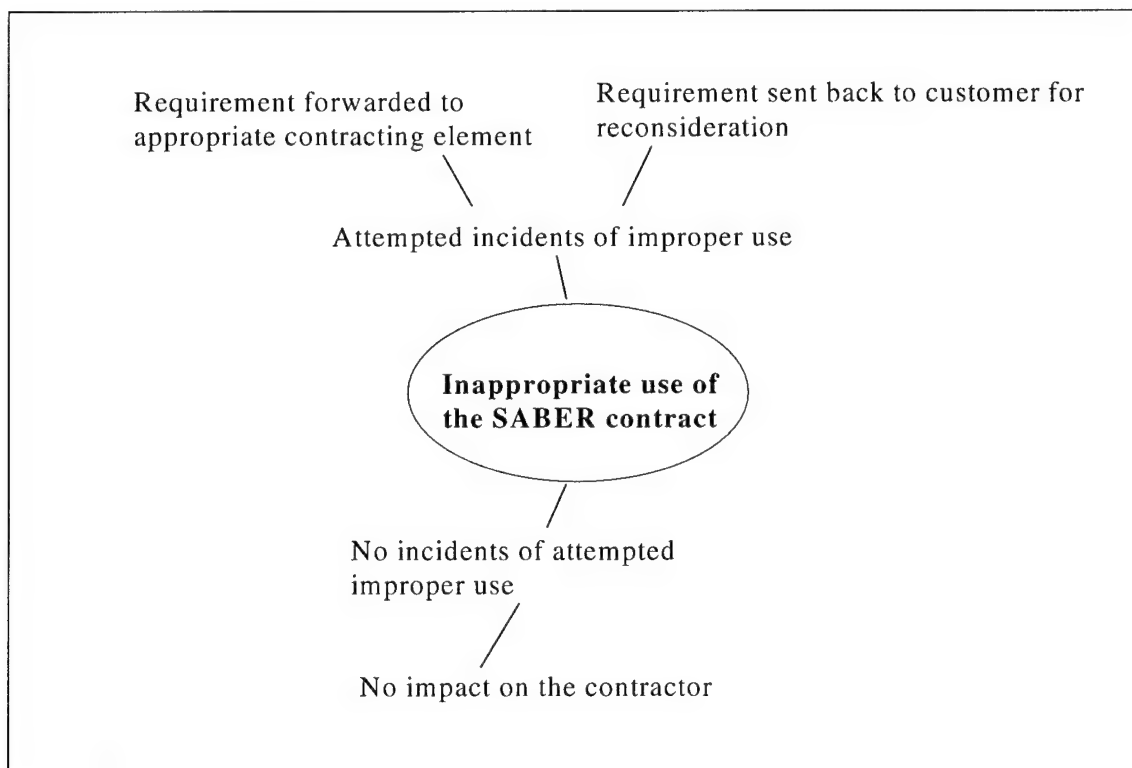 Requirement forwarded to
appropriate contracting element
Requirement sent back to customer for
reconsideration
Attempted incidents of improper use
Inappropriate use of
the SABER contract
No incidents of attempted
improper use
No impact on the contractor